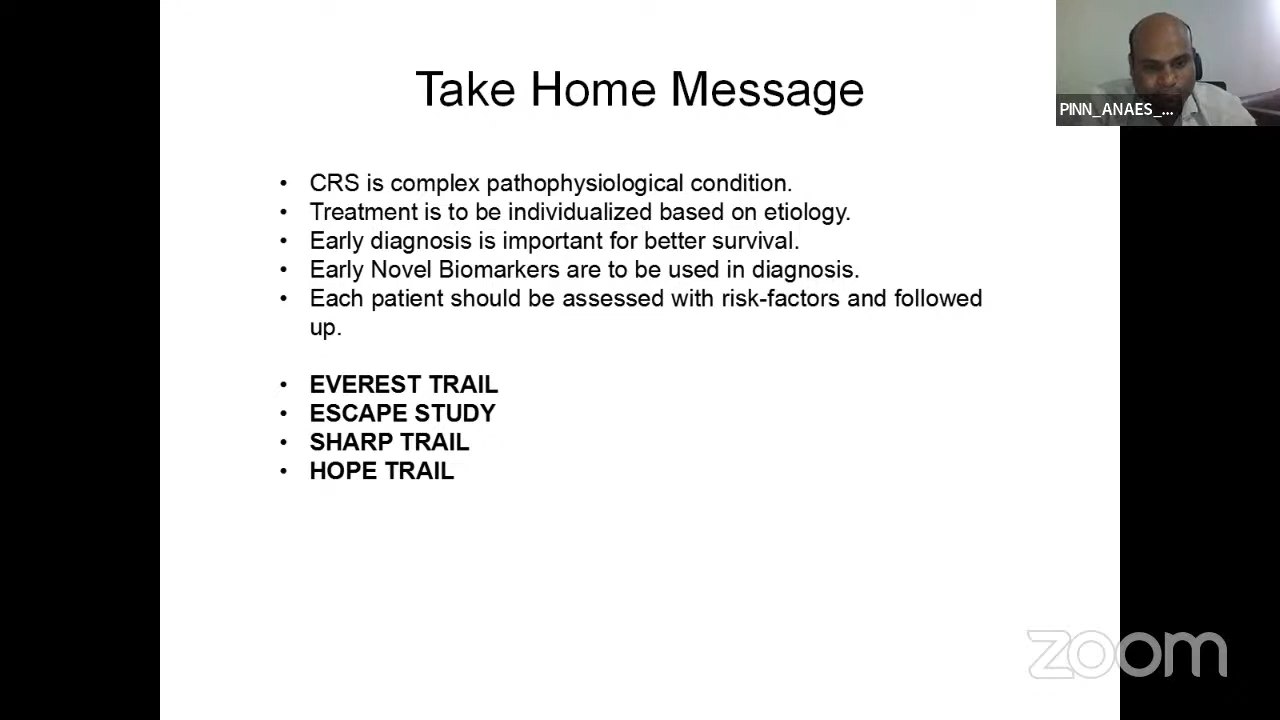 Take Home Message
PINN_ANAES_...
• CRS is complex pathophysiological condition.
• Treatment is to be individualized based on etiology.
• Early diagnosis is important for better survival.
• Early Novel Biomarkers are to be used in diagnosis.
• Each patient should be assessed with risk-factors and followed
up.
• EVEREST TRAIL
• ESCAPE STUDY
• SHARP TRAIL
• HOPE TRAIL
zoom